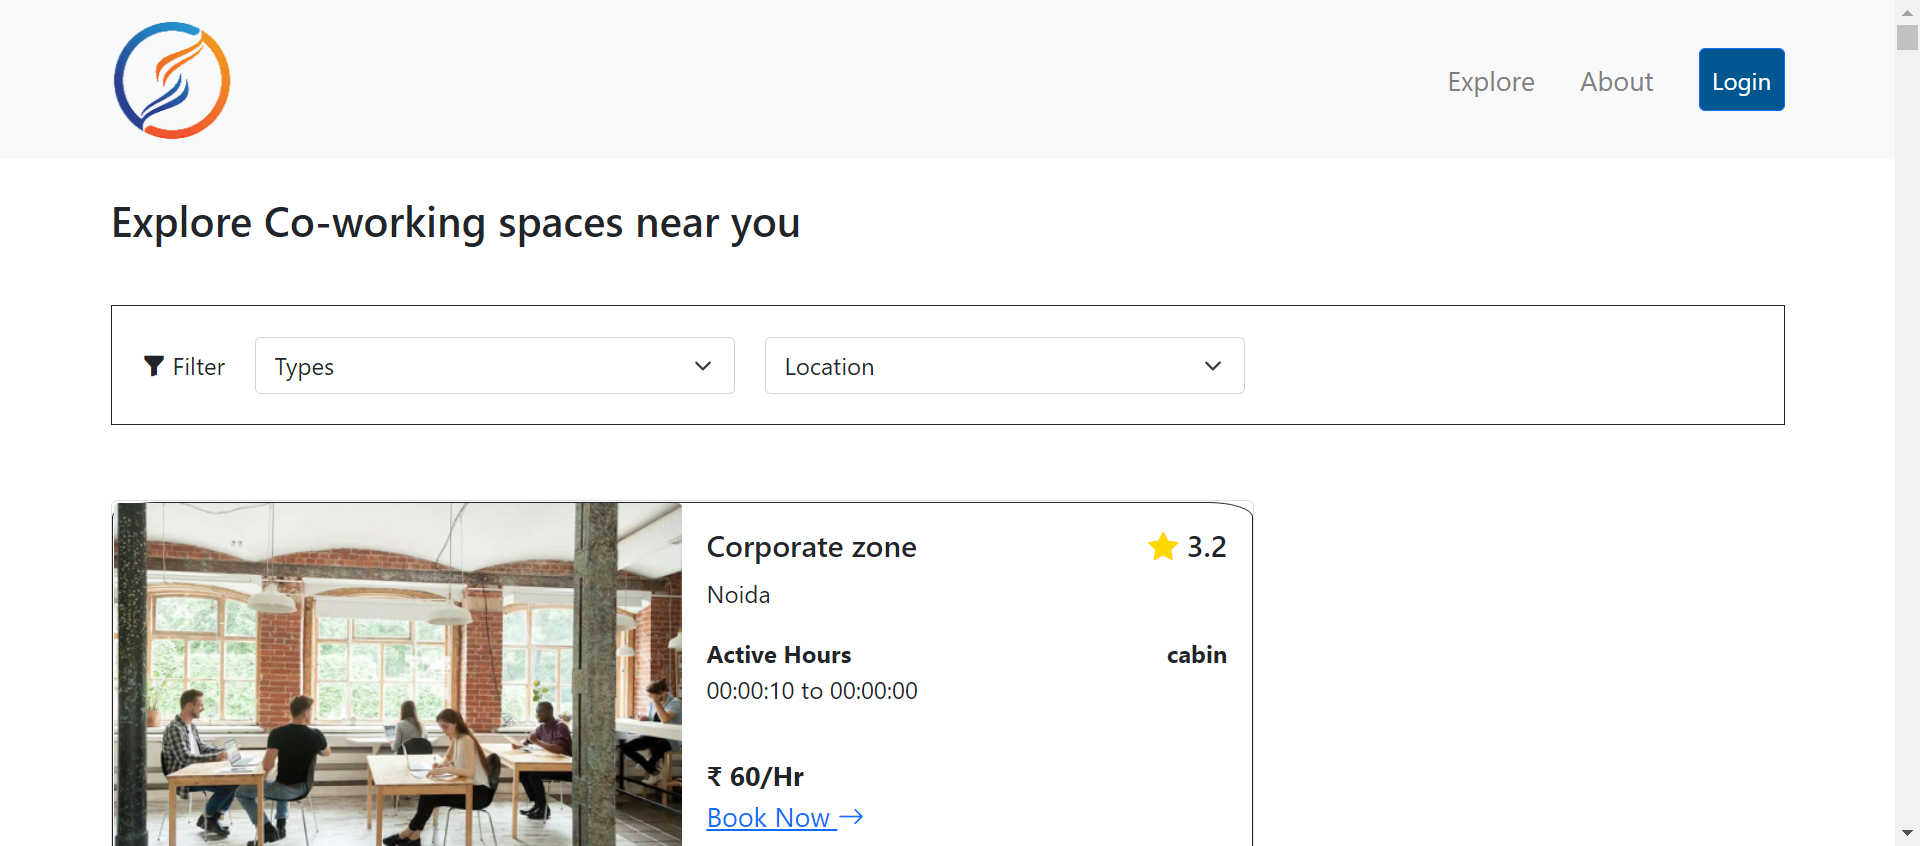 Explore
About
Login
Explore Co-working spaces near you
Filter
Types
Location
Corporate zone
3.2
Noida
Active Hours
cabin
00:00:10 to 00:00:00
₹ 60/Hr
Book Now